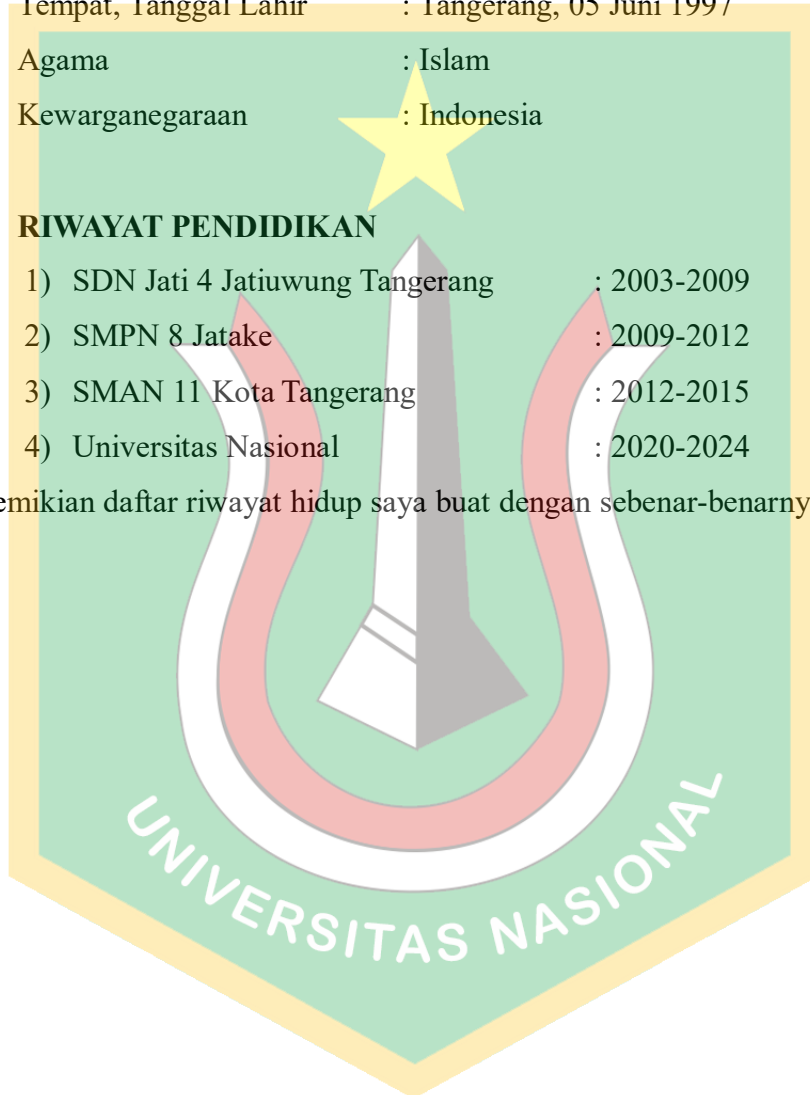 Tempat, Tanggal Lahir : Tangerang, 05 Juni 1997
Agama : Islam
Kewarganegaraan : Indonesia
RIWAYAT PENDIDIKAN
1) SDN Jati 4 Jatiuwung Tangerang : 2003-2009
2) SMPN 8 Jatake : 2009-2012
3) SMAN 11 Kota Tangerang : 2012-2015
4) Universitas Nasional : 2020-2024
emikian daftar riwayat hidup saya buat dengan sebenar-benarny
UNIVERSITAS NASIONAL